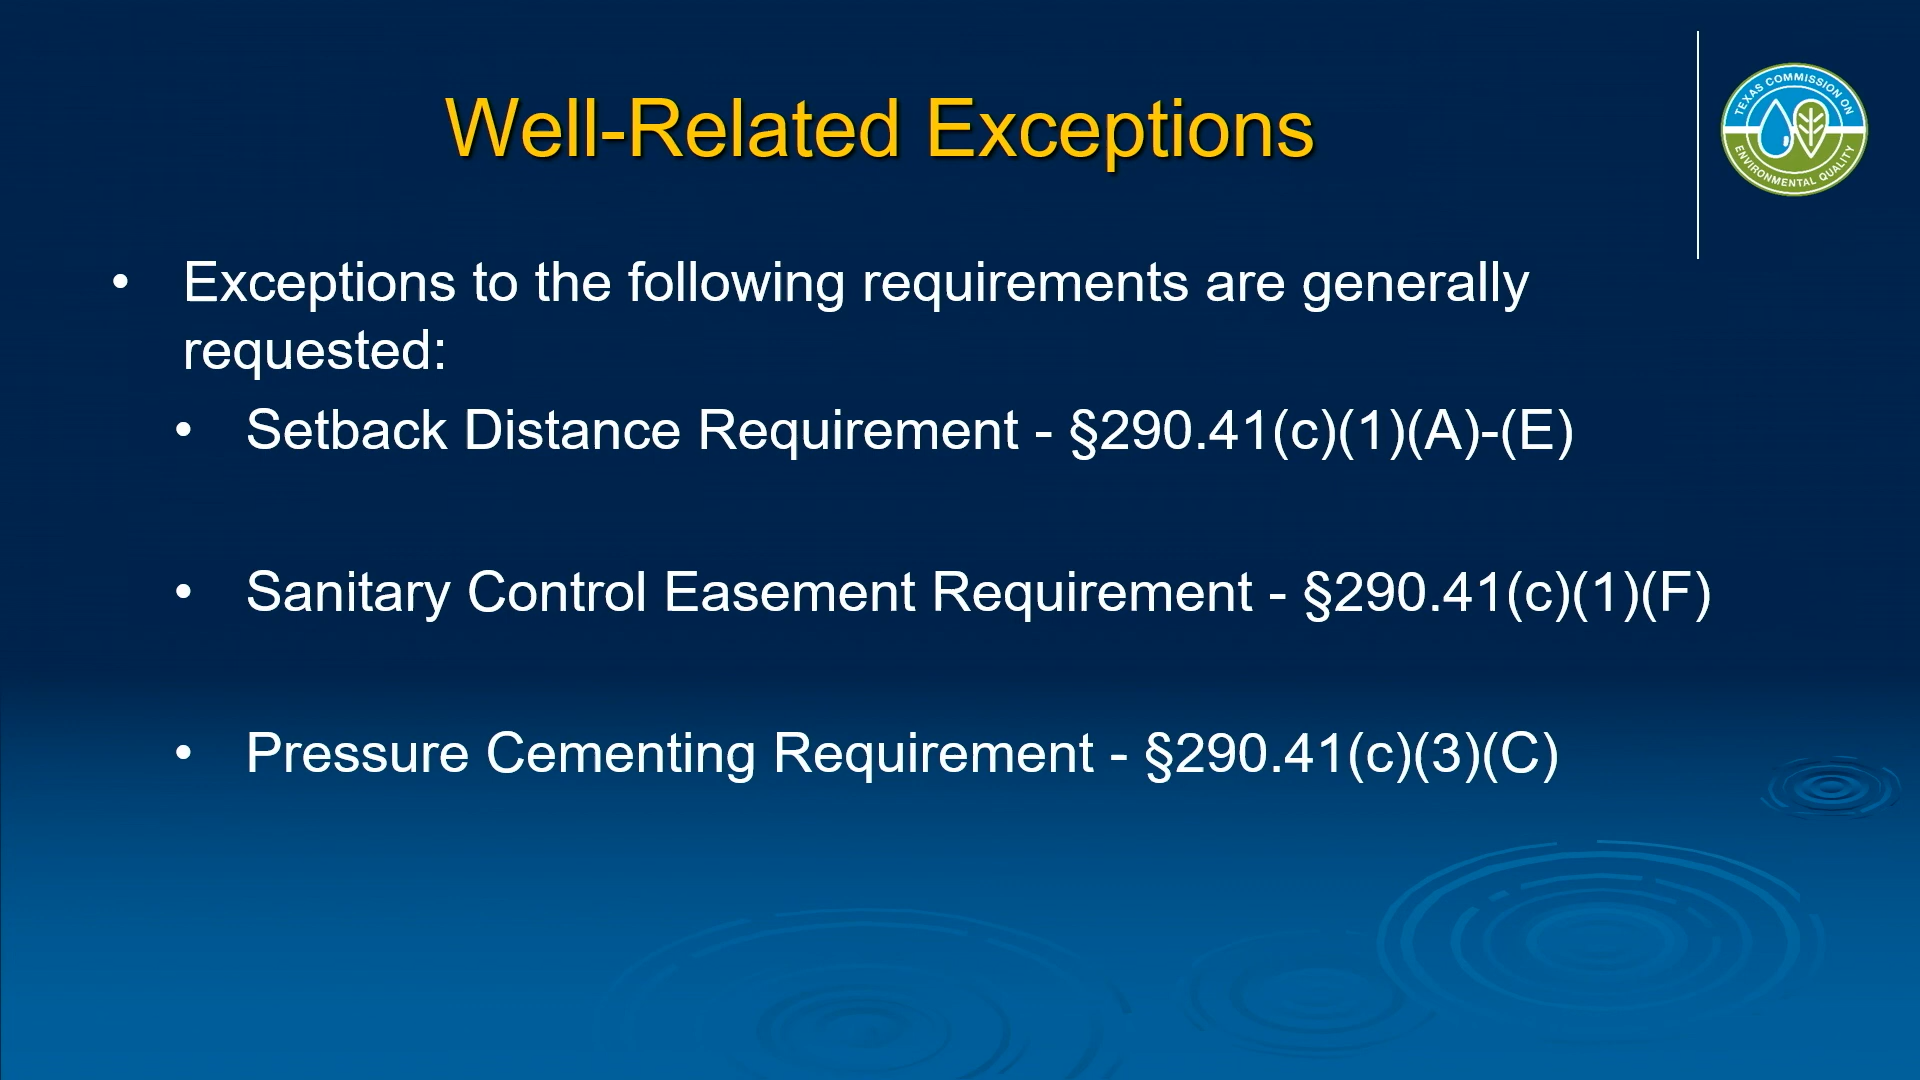 Well-Related Exceptions
TEXAS COMMISSION ON
ENVIRONMENTAL QUALITY
• Exceptions to the following requirements are generally
requested:
• Setback Distance Requirement - §290.41(c)(1)(A)-(E)
• Sanitary Control Easement Requirement - §290.41(c)(1)(F)
• Pressure Cementing Requirement - §290.41(c)(3)(C)